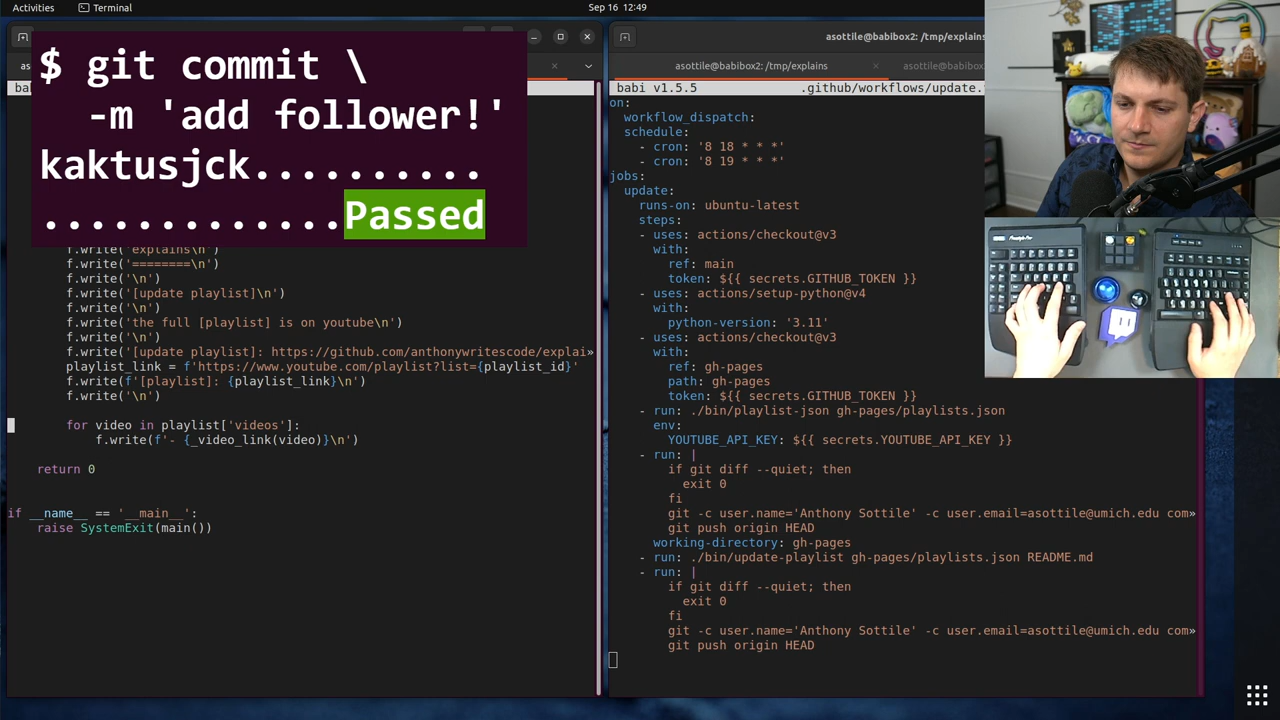 Activities
Terminal
Sep 16 12:49
$ git commit \
-m 'add follower!'
kaktusjck..........
.............Passed
f.write('explains\n')
f.write('========\n')
f.write('\n')
f.write('[update playlist]\n')
f.write('\n')
f.write('the full [playlist] is on youtube\n')
f.write('\n')
f.write('[update playlist]: https://github.com/anthonywritescode/explai»
playlist_link = f'https://www.youtube.com/playlist?list={playlist_id}'
f.write(f'[playlist]: {playlist_link}\n')
f.write('\n')
for video in playlist['videos']:
f.write(f'- {_video_link(video)}\n')
return 0
if __name__ == '__main__':
raise SystemExit(main())
asottile@babibox2: /tmp/explains
asottile@babibox2: /tmp/explains
babi v1.5.5
.github/workflows/update.
on:
workflow_dispatch:
schedule:
- cron: '8 18 * * *'
- cron: '8 19 * * *'
jobs:
update:
runs-on: ubuntu-latest
steps:
- uses: actions/checkout@v3
with:
ref: main
token: ${{ secrets.GITHUB_TOKEN }}
- uses: actions/setup-python@v4
with:
python-version: '3.11'
- uses: actions/checkout@v3
with:
ref: gh-pages
path: gh-pages
token: ${{ secrets.GITHUB_TOKEN }}
- run: ./bin/playlist-json gh-pages/playlists.json
env:
YOUTUBE_API_KEY: ${{ secrets.YOUTUBE_API_KEY }}
- run: |
if git diff --quiet; then
exit 0
fi
git -c user.name='Anthony Sottile' -c user.email=asottile@umich.edu com»
git push origin HEAD
working-directory: gh-pages
- run: ./bin/update-playlist gh-pages/playlists.json README.md
- run: |
if git diff --quiet; then
exit 0
fi
git -c user.name='Anthony Sottile' -c user.email=asottile@umich.edu com»
git push origin HEAD